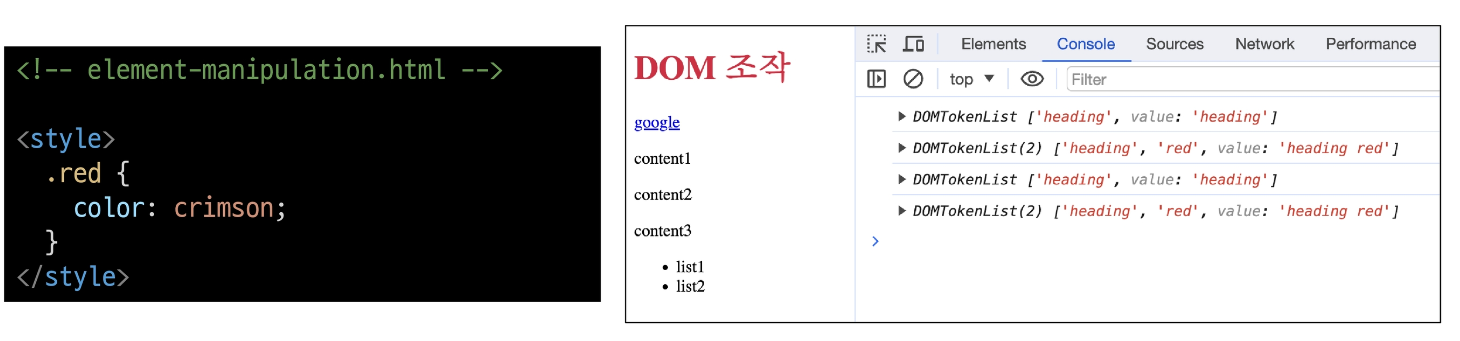 <!-- element-manipulation.html -->
<style>
.red {
color: crimson;
}
</style>
DOM 조작
google
content1
content2
content3
• list1
• list2
Elements Console Sources Network Performance
top ▼ Filter
▶ DOMTokenList ['heading', value: 'heading']
▶ DOMTokenList(2) ['heading', 'red', value: 'heading red']
▶ DOMTokenList ['heading', value: 'heading']
▶ DOMTokenList(2) ['heading', 'red', value: 'heading red']
>